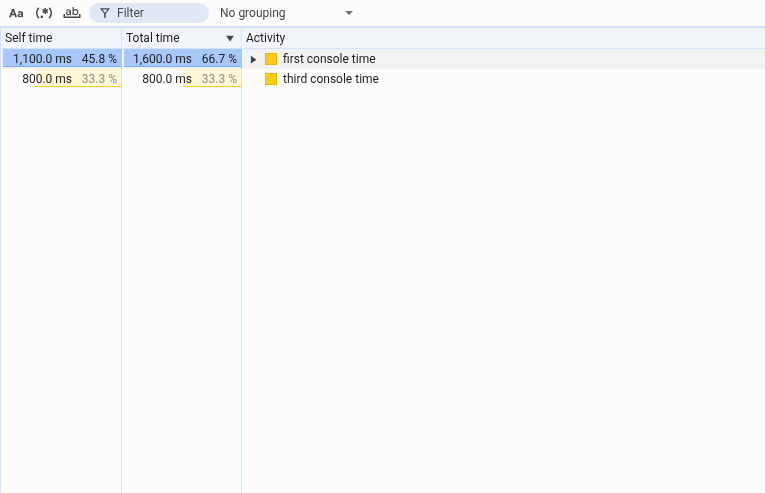 Aa (.*) ab Filter No grouping
Self time Total time Activity
1,100.0 ms 45.8 % 1,600.0 ms 66.7 % first console time
800.0 ms 33.3 % 800.0 ms 33.3 % third console time